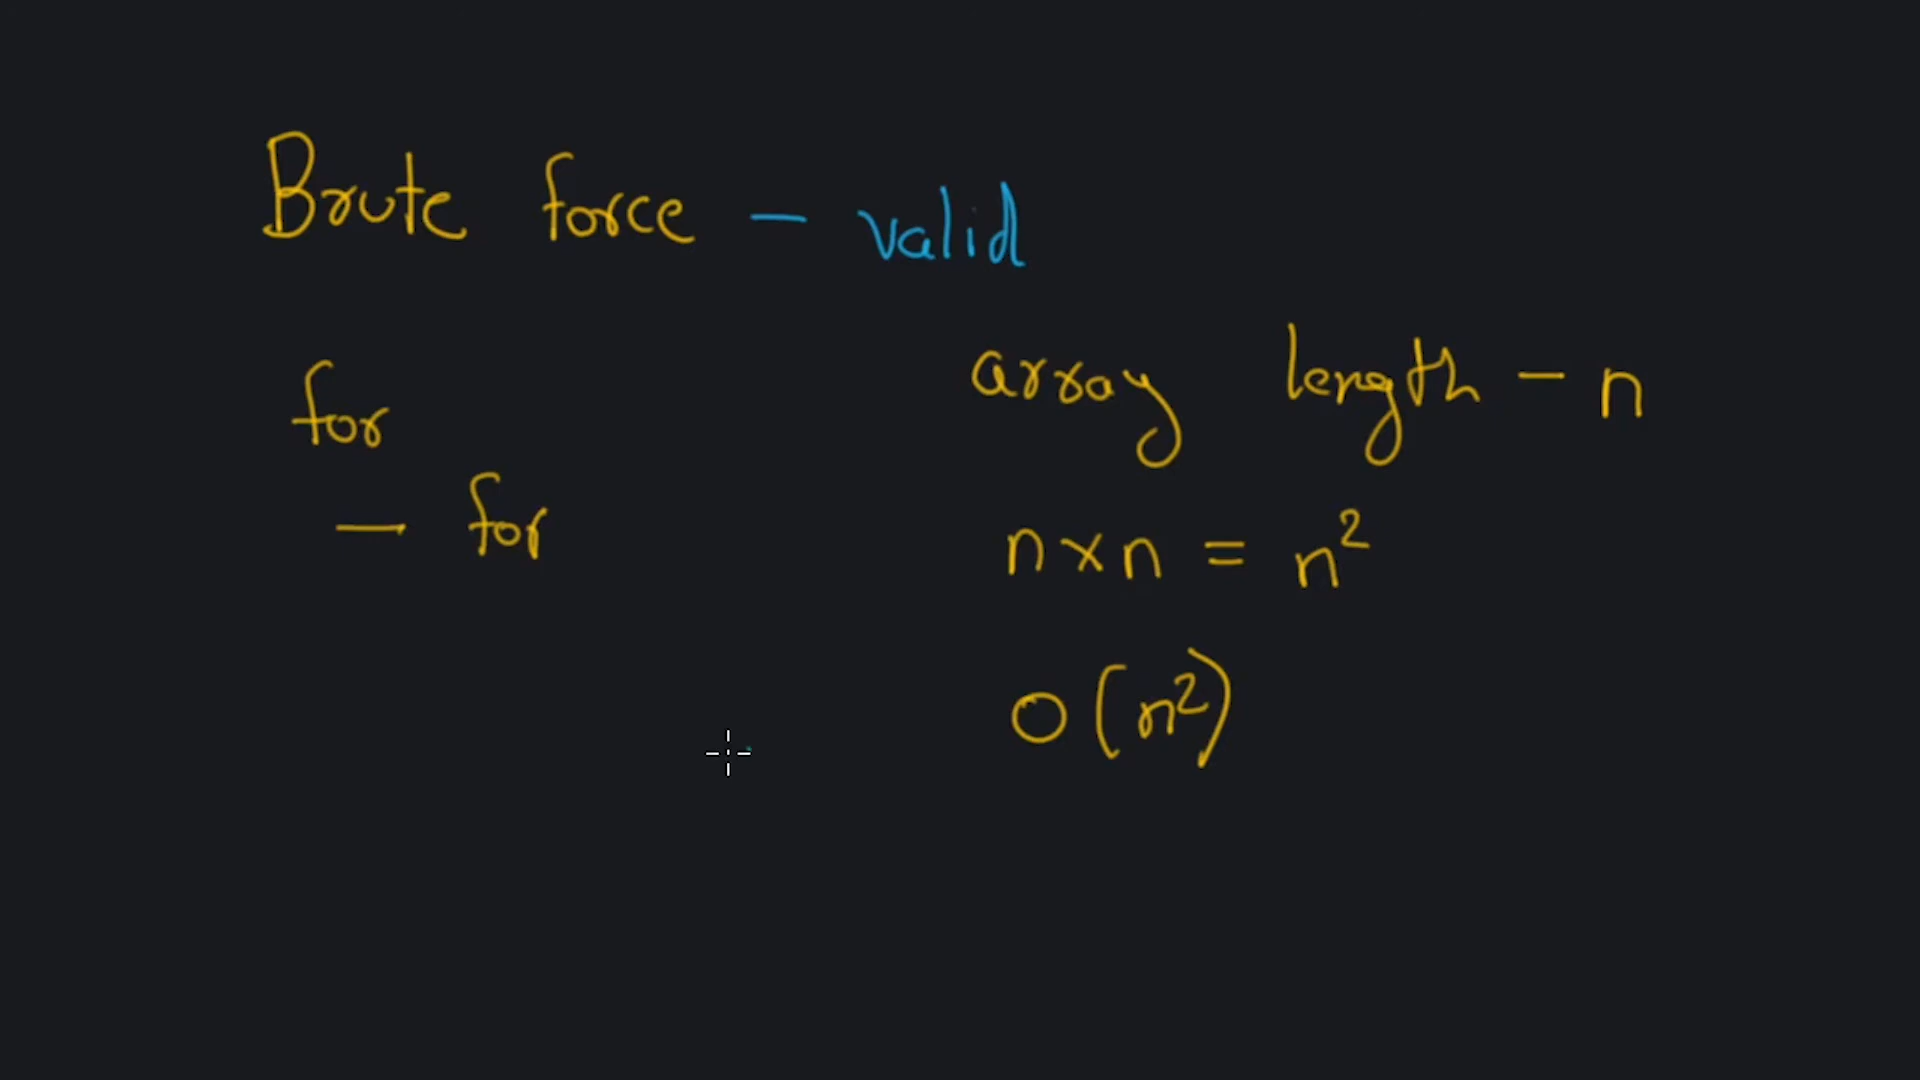 Brute force - valid
for
- for
array length - n
n × n = n²
O(n²)